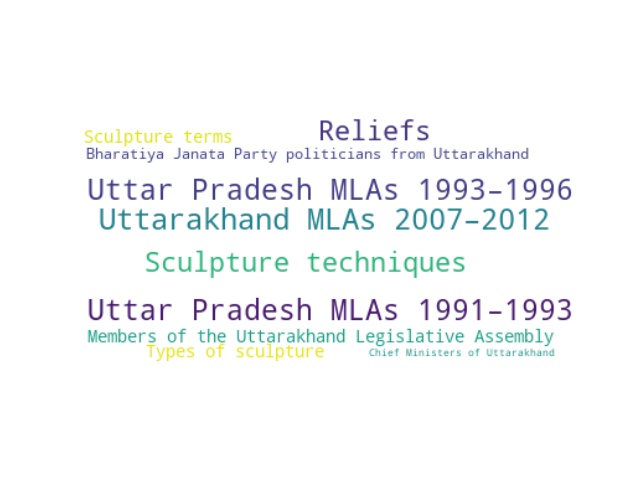 Sculpture terms
Reliefs
Bharatiya Janata Party politicians from Uttarakhand
Uttar Pradesh MLAs 1993–1996
Uttarakhand MLAs 2007–2012
Sculpture techniques
Uttar Pradesh MLAs 1991–1993
Members of the Uttarakhand Legislative Assembly
Types of sculpture
Chief Ministers of Uttarakhand